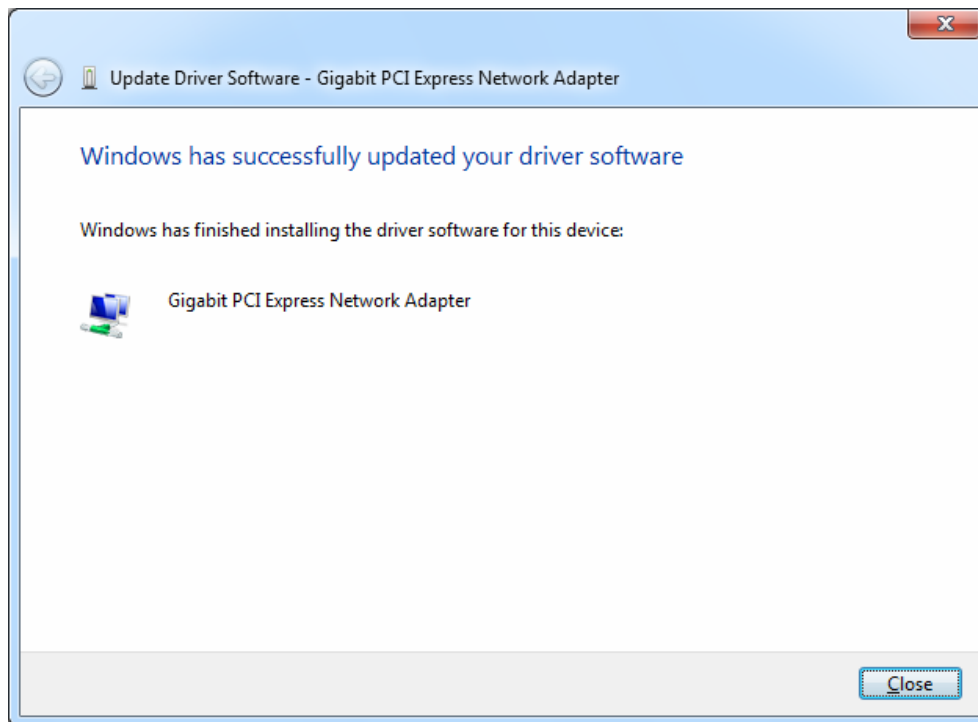 Update Driver Software - Gigabit PCI Express Network Adapter
Windows has successfully updated your driver software
Windows has finished installing the driver software for this device:
Gigabit PCI Express Network Adapter
Close